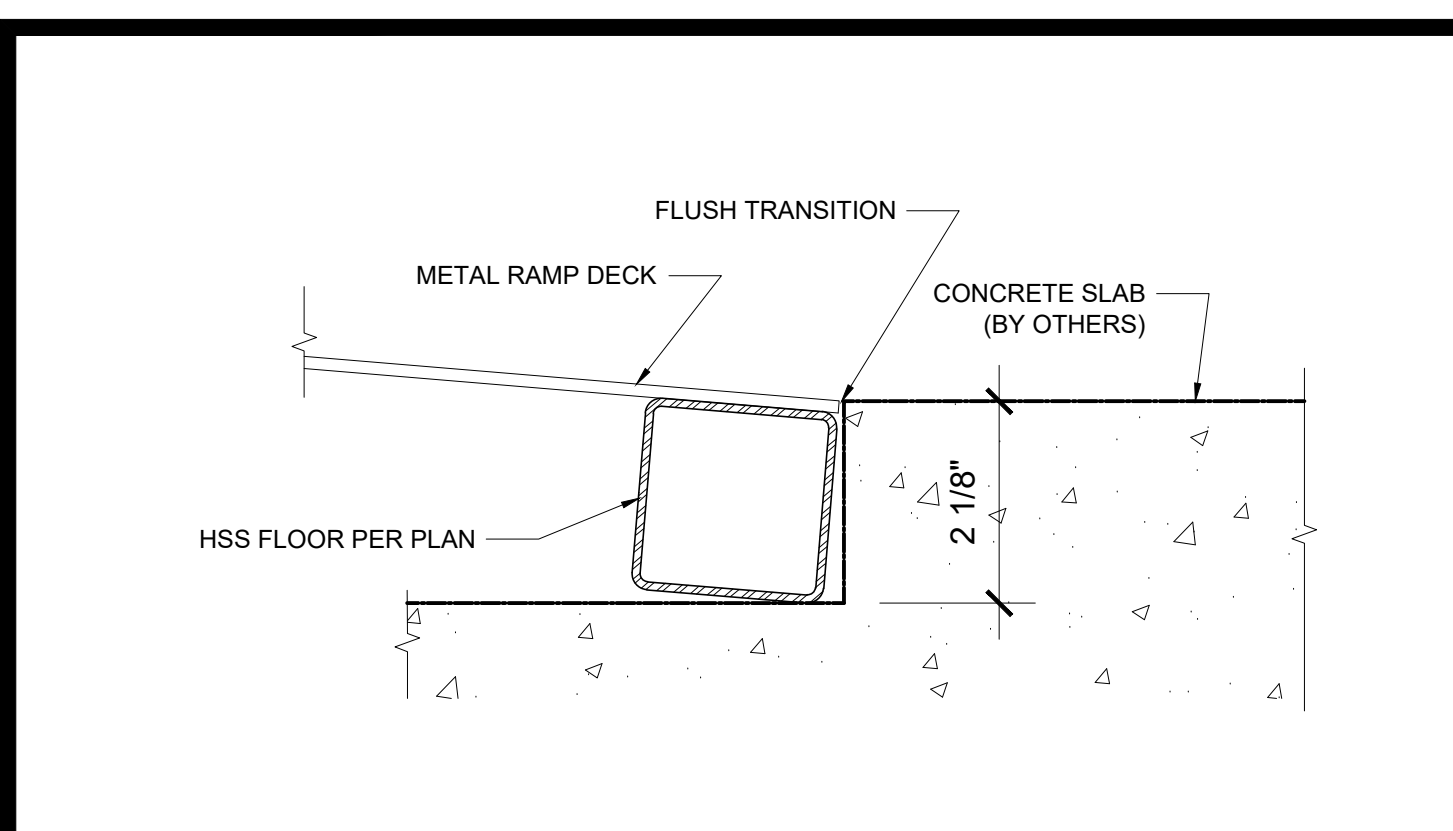 FLUSH TRANSITION
METAL RAMP DECK
CONCRETE SLAB
(BY OTHERS)
2 1/8"
HSS FLOOR PER PLAN